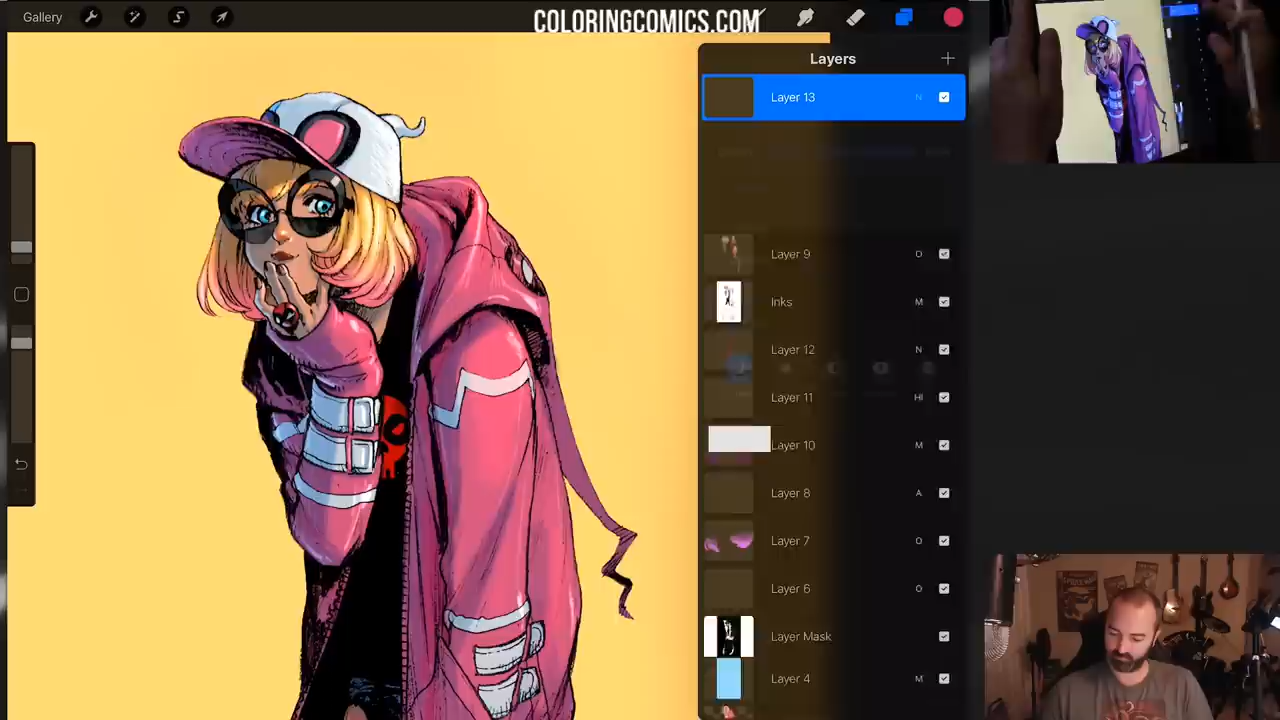 Gallery
COLORINGCOMICS.COM
Layers
Layer 13
N
Layer 9
O
Inks
M
Layer 12
N
Layer 11
Hl
Layer 10
M
Layer 8
A
Layer 7
O
Layer 6
O
Layer Mask
Layer 4
M